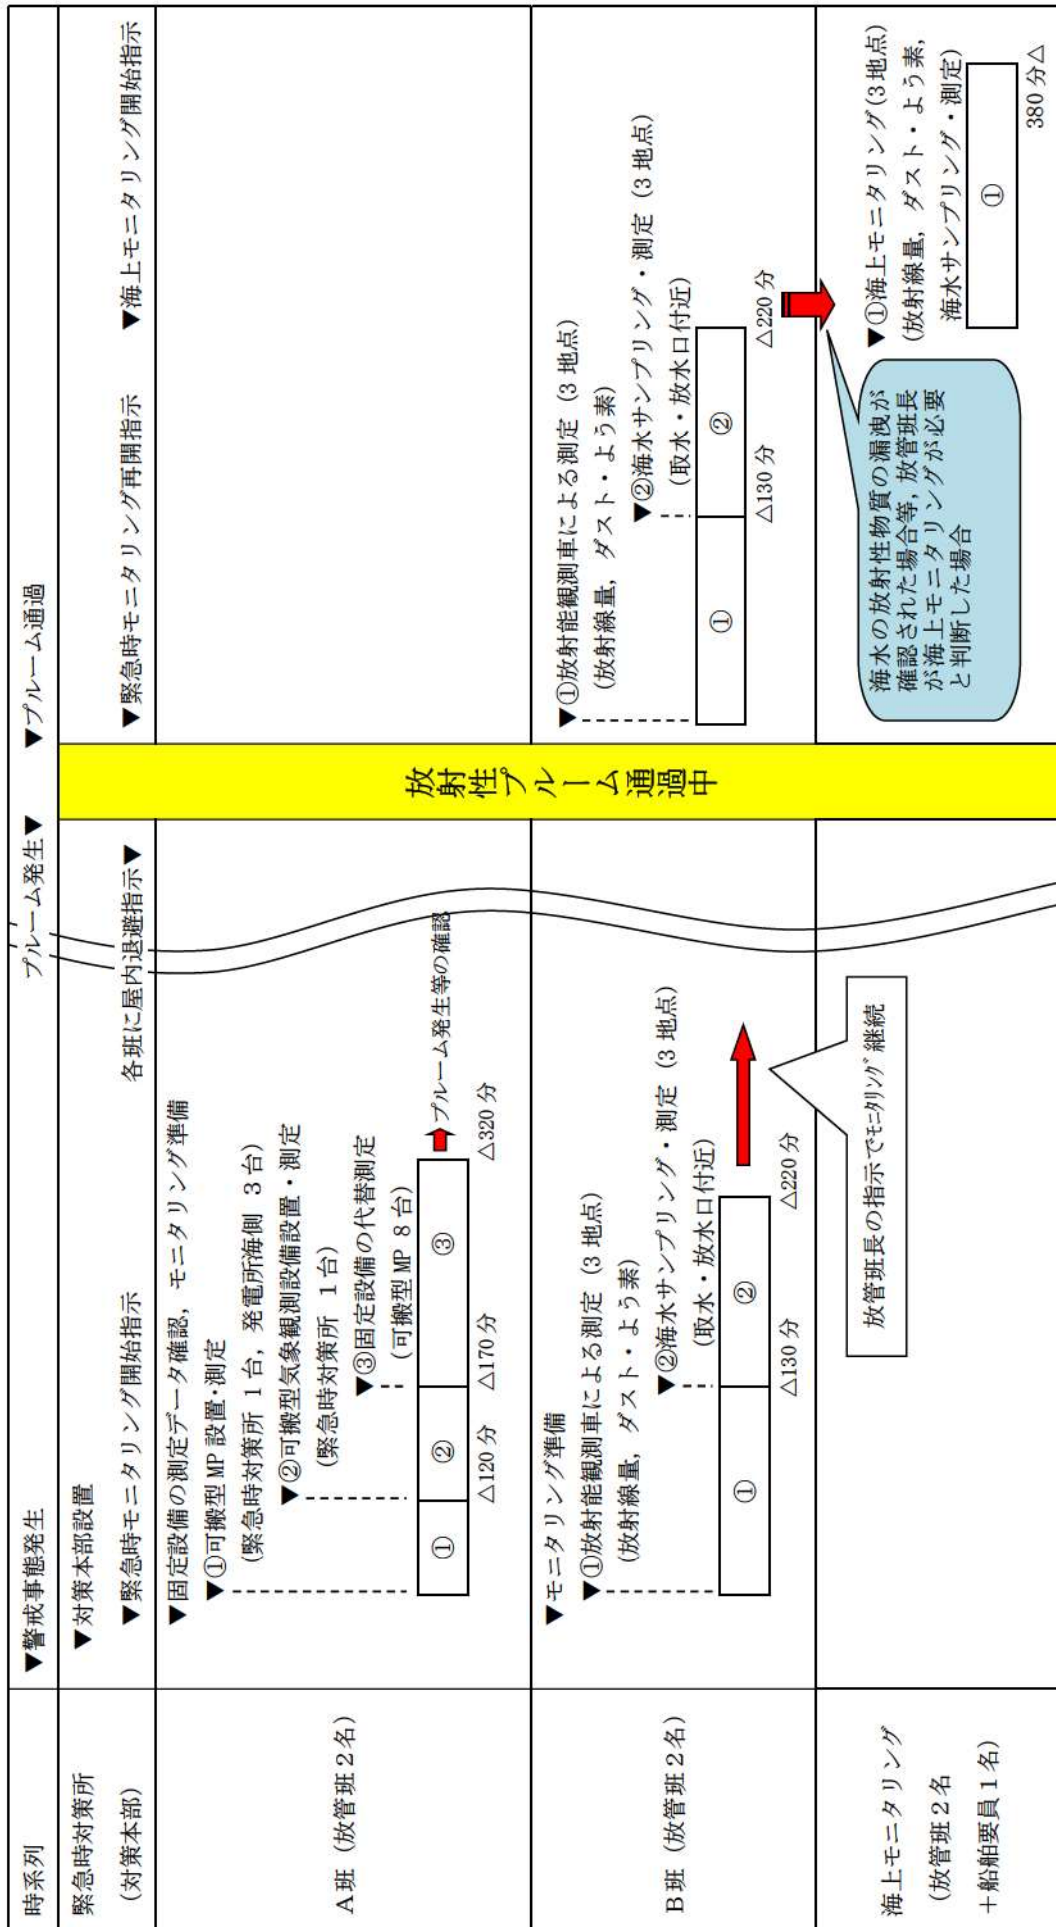 時系列
▼警戒事態発生
プルーム発生▼
▼プルーム通過
緊急時対策所
(対策本部)
▼対策本部設置
▼緊急時モニタリング開始指示
各班に屋内退避指示▼
▼緊急時モニタリング再開指示
▼海上モニタリング開始指示
A班(放管班2名)
▼固定設備の測定データ確認,モニタリング準備
▼①可搬型MP設置・測定
(緊急時対策所 1台,発電所海側 3台)
▼②可搬型気象観測設備設置・測定
(緊急時対策所 1台)
▼③固定設備の代替測定
(可搬型MP 8台)
①
②
③
プルーム発生等の確認
△120分
△170分
△320分
放射性プルーム通過中
B班(放管班2名)
▼モニタリング準備
▼①放射能観測車による測定(3地点)
(放射線量,ダスト・よう素)
▼②海水サンプリング・測定(3地点)
(取水・放水口付近)
①
②
△130分
△220分
▼①放射能観測車による測定(3地点)
(放射線量,ダスト・よう素)
▼②海水サンプリング・測定(3地点)
(取水・放水口付近)
①
②
△130分
△220分
海上モニタリング
(放管班2名
+船舶要員1名)
放管班長の指示でモニタリング継続
海水の放射性物質の漏洩が
確認された場合等,放管班長
が海上モニタリングが必要
と判断した場合
▼①海上モニタリング(3地点)
(放射線量,ダスト・よう素,
海水サンプリング・測定)
①
380分△